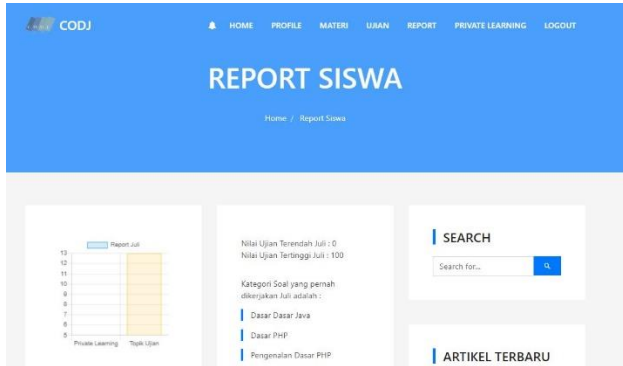 CODJ
HOME PROFILE MATERI UJIAN REPORT PRIVATE LEARNING LOGOUT
REPORT SISWA
Home / Report Siswa
Report Juli
13
12
11
10
9
8
7
6
5
Private Learning Topik Ujian
Nilai Ujian Terendah Juli : 0
Nilai Ujian Tertinggi Juli : 100
Kategori Soal yang pernah
dikerjakan Juli adalah :
Dasar Dasar Java
Dasar PHP
Pengenalan Dasar PHP
SEARCH
Search for...
ARTIKEL TERBARU